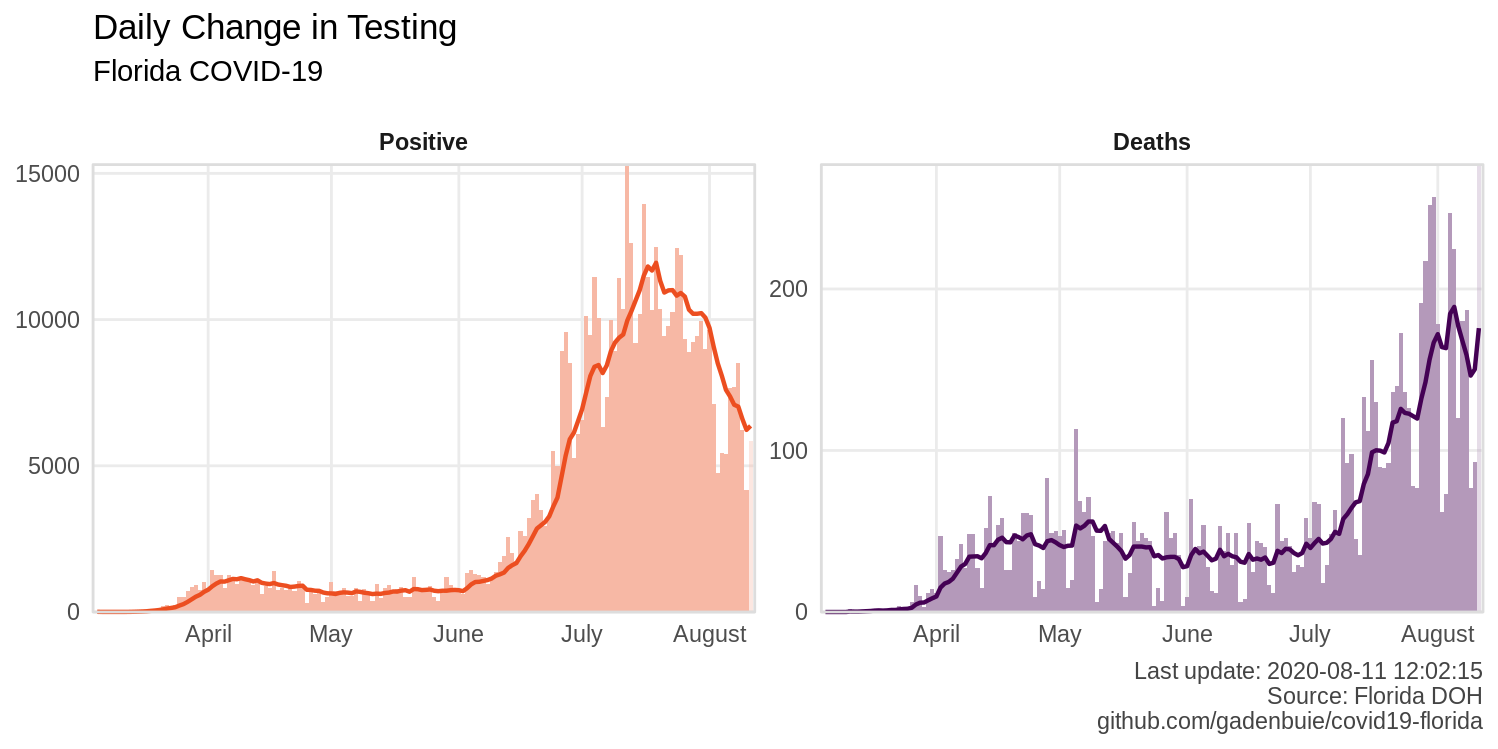 Daily Change in Testing
Florida COVID-19
Positive
Deaths
15000
10000
5000
0
April May June July August
200
100
0
April May June July August
Last update: 2020-08-11 12:02:15
Source: Florida DOH
github.com/gadenbuie/covid19-florida